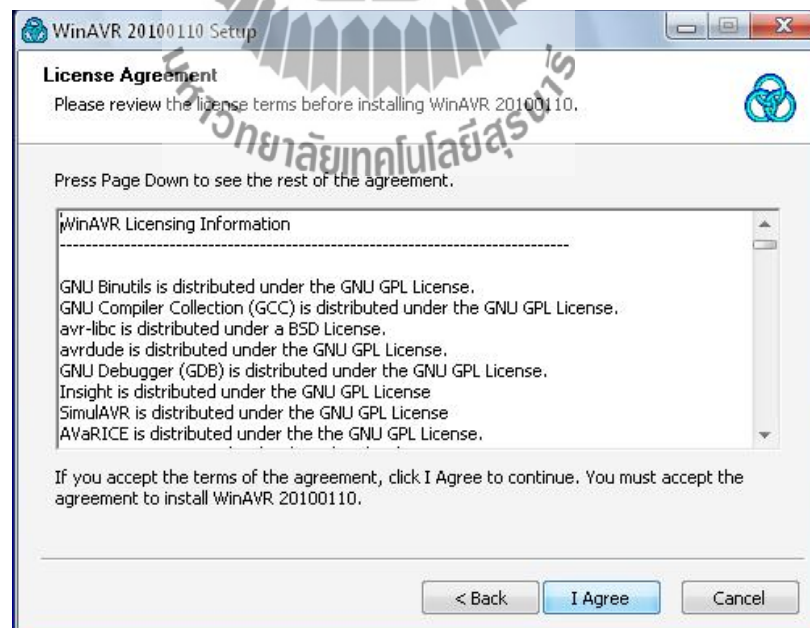 WinAVR 20100110 Setup
License Agreement
Please review the license terms before installing WinAVR 20100110.
มหาวิทยาลัยเทคโนโลยีสุรนารี
Press Page Down to see the rest of the agreement.
WinAVR Licensing Information
-------------------------------------------------------------------------------
GNU Binutils is distributed under the GNU GPL License.
GNU Compiler Collection (GCC) is distributed under the GNU GPL License.
avr-libc is distributed under a BSD License.
avrdude is distributed under the GNU GPL License.
GNU Debugger (GDB) is distributed under the GNU GPL License.
Insight is distributed under the GNU GPL License
SimulAVR is distributed under the GNU GPL License
AVaRICE is distributed under the the GNU GPL License.
If you accept the terms of the agreement, click I Agree to continue. You must accept the
agreement to install WinAVR 20100110.
< Back
I Agree
Cancel